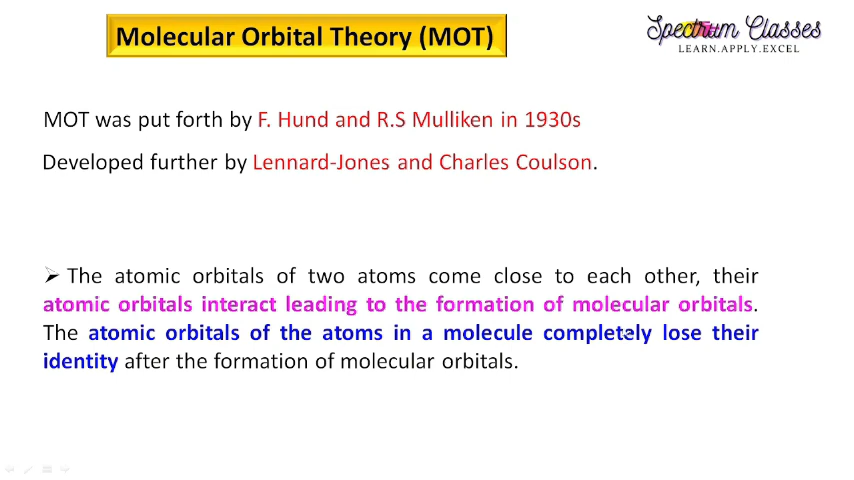 Molecular Orbital Theory (MOT)
Spectrum Classes
LEARN.APPLY.EXCEL
MOT was put forth by F. Hund and R.S Mulliken in 1930s
Developed further by Lennard-Jones and Charles Coulson.
➢ The atomic orbitals of two atoms come close to each other, their
atomic orbitals interact leading to the formation of molecular orbitals.
The atomic orbitals of the atoms in a molecule completely lose their
identity after the formation of molecular orbitals.